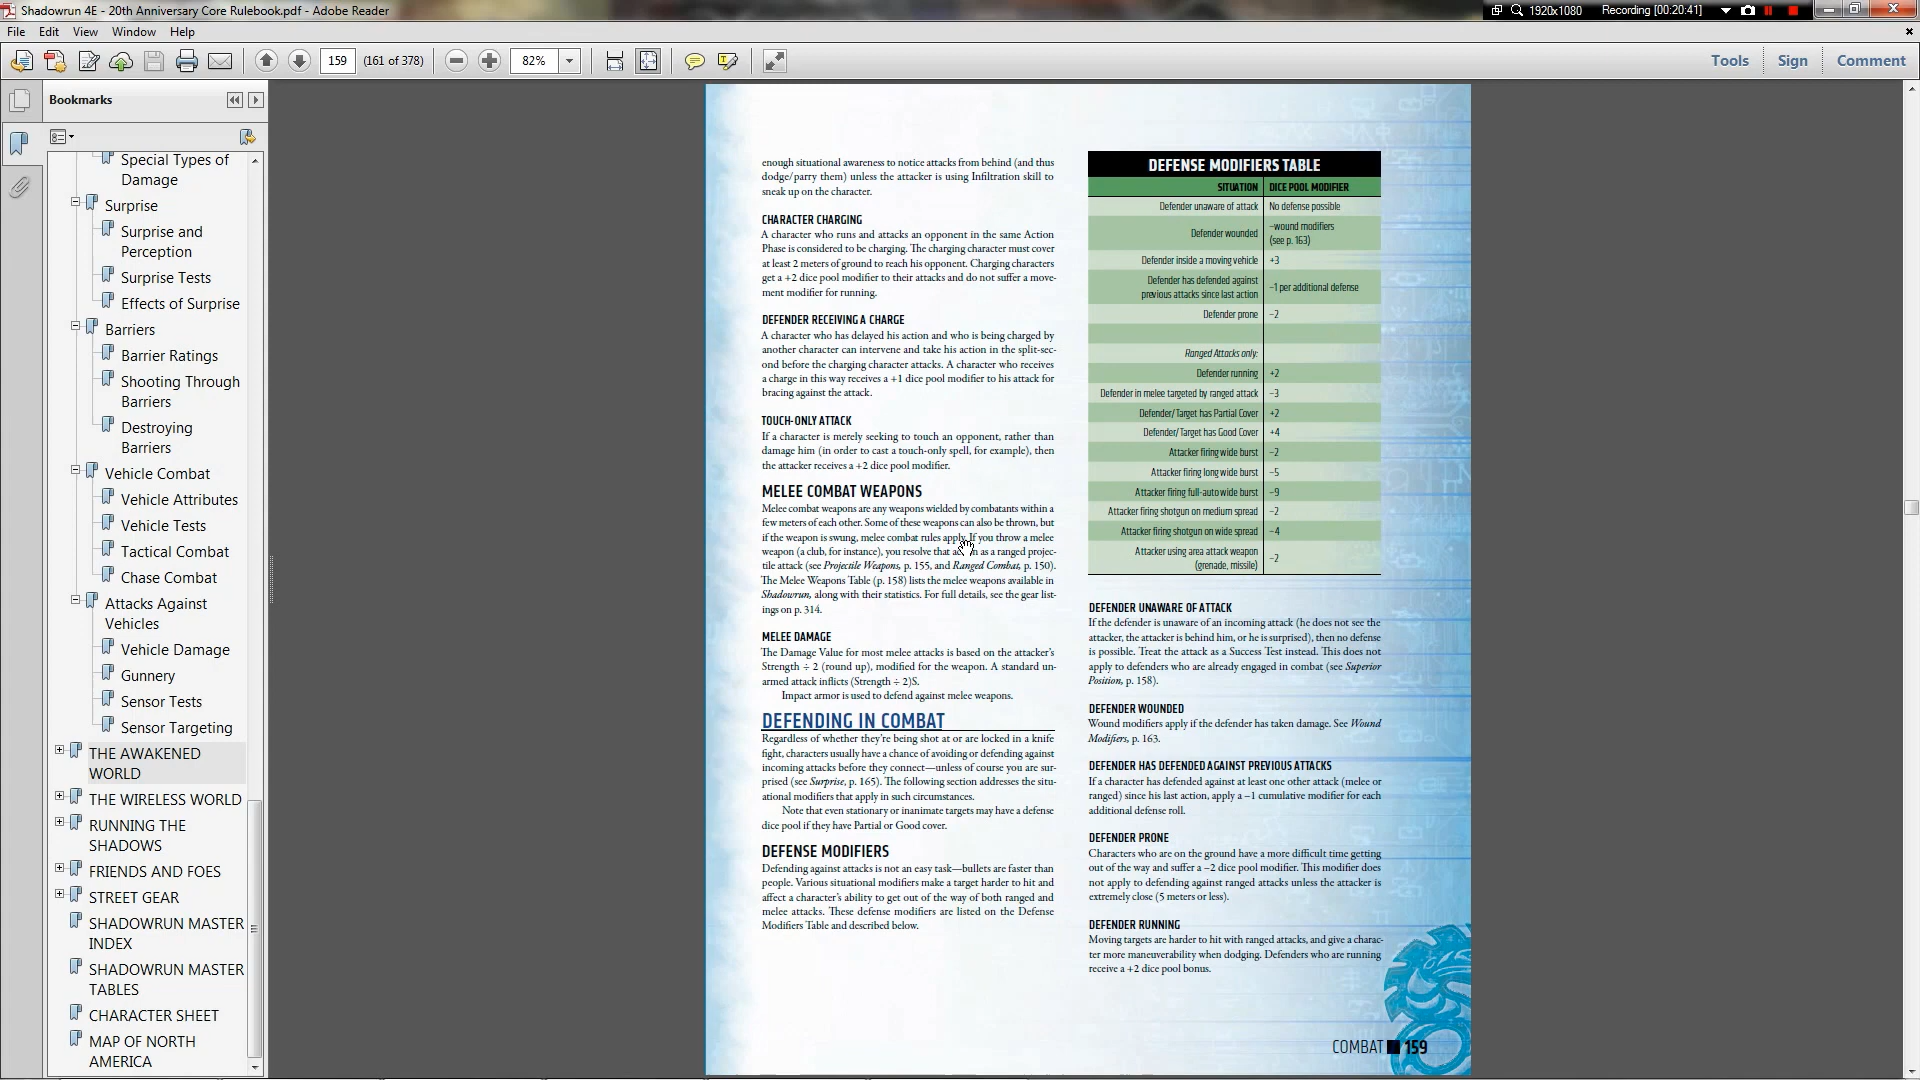 Shadowrun 4E - 20th Anniversary Core Rulebook.pdf - Adobe Reader
1920x1080
Recording [00:20:41]
File
Edit
View
Window
Help
159
(161 of 378)
82%
Tools
Sign
Comment
Bookmarks
Special Types of
Damage
Surprise
Surprise and
Perception
Surprise Tests
Effects of Surprise
Barriers
Barrier Ratings
Shooting Through
Barriers
Destroying
Barriers
Vehicle Combat
Vehicle Attributes
Vehicle Tests
Tactical Combat
Chase Combat
Attacks Against
Vehicles
Vehicle Damage
Gunnery
Sensor Tests
Sensor Targeting
THE AWAKENED
WORLD
THE WIRELESS WORLD
RUNNING THE
SHADOWS
FRIENDS AND FOES
STREET GEAR
SHADOWRUN MASTER
INDEX
SHADOWRUN MASTER
TABLES
CHARACTER SHEET
MAP OF NORTH
AMERICA
enough situational awareness to notice attacks from behind (and thus
dodge/parry them) unless the attacker is using Infiltration skill to
sneak up on the character.
CHARACTER CHARGING
A character who runs and attacks an opponent in the same Action
Phase is considered to be charging. The charging character must cover
at least 2 meters of ground to reach his opponent. Charging characters
get a +2 dice pool modifier to their attacks and do not suffer a move-
ment modifier for running.
DEFENDER RECEIVING A CHARGE
A character who has delayed his action and who is being charged by
another character can intervene and take his action in the split-sec-
ond before the charging character attacks. A character who receives
a charge in this way receives a +1 dice pool modifier to his attack for
bracing against the attack.
TOUCH-ONLY ATTACK
If a character is merely seeking to touch an opponent, rather than
damage him (in order to cast a touch-only spell, for example), then
the attacker receives a +2 dice pool modifier.
MELEE COMBAT WEAPONS
Melee combat weapons are any weapons wielded by combatants within a
few meters of each other. Some of these weapons can also be thrown, but
if the weapon is swung, melee combat rules apply. If you throw a melee
weapon (a club, for instance), you resolve that as a ranged projec-
tile attack (see Projectile Weapons, p. 155, and Ranged Combat, p. 150).
The Melee Weapons Table (p. 158) lists the melee weapons available in
Shadowrun, along with their statistics. For full details, see the gear list-
ings on p. 314.
MELEE DAMAGE
The Damage Value for most melee attacks is based on the attacker's
Strength ÷ 2 (round up), modified for the weapon. A standard un-
armed attack inflicts (Strength ÷ 2)S.
Impact armor is used to defend against melee weapons.
DEFENDING IN COMBAT
Regardless of whether they're being shot at or are locked in a knife
fight, characters usually have a chance of avoiding or defending against
incoming attacks before they connect—unless of course you are sur-
prised (see Surprise, p. 165). The following section addresses the situ-
ational modifiers that apply in such circumstances.
Note that even stationary or inanimate targets may have a defense
dice pool if they have Partial or Good cover.
DEFENSE MODIFIERS
Defending against attacks is not an easy task—bullets are faster than
people. Various situational modifiers make a target harder to hit and
affect a character's ability to get out of the way of both ranged and
melee attacks. These defense modifiers are listed on the Defense
Modifiers Table and described below.
DEFENSE MODIFIERS TABLE
SITUATION DICE POOL MODIFIER
Defender unaware of attack No defense possible
Defender wounded –wound modifiers
(see p. 163)
Defender inside a moving vehicle +3
Defender has defended against
previous attacks since last action –1 per additional defense
Defender prone –2
Ranged Attacks only:
Defender running +2
Defender in melee targeted by ranged attack –3
Defender/Target has Partial Cover +2
Defender/Target has Good Cover +4
Attacker firing wide burst –2
Attacker firing long wide burst –5
Attacker firing full-auto wide burst –9
Attacker firing shotgun on medium spread –2
Attacker firing shotgun on wide spread –4
Attacker using area attack weapon
(grenade, missile) –2
DEFENDER UNAWARE OF ATTACK
If the defender is unaware of an incoming attack (he does not see the
attacker, the attacker is behind him, or he is surprised), then no defense
is possible. Treat the attack as a Success Test instead. This does not
apply to defenders who are already engaged in combat (see Superior
Position, p. 158).
DEFENDER WOUNDED
Wound modifiers apply if the defender has taken damage. See Wound
Modifiers, p. 163.
DEFENDER HAS DEFENDED AGAINST PREVIOUS ATTACKS
If a character has defended against at least one other attack (melee or
ranged) since his last action, apply a –1 cumulative modifier for each
additional defense roll.
DEFENDER PRONE
Characters who are on the ground have a more difficult time getting
out of the way and suffer a –2 dice pool modifier. This modifier does
not apply to defending against ranged attacks unless the attacker is
extremely close (5 meters or less).
DEFENDER RUNNING
Moving targets are harder to hit with ranged attacks, and give a charac-
ter more maneuverability when dodging. Defenders who are running
receive a +2 dice pool bonus.
COMBAT 159